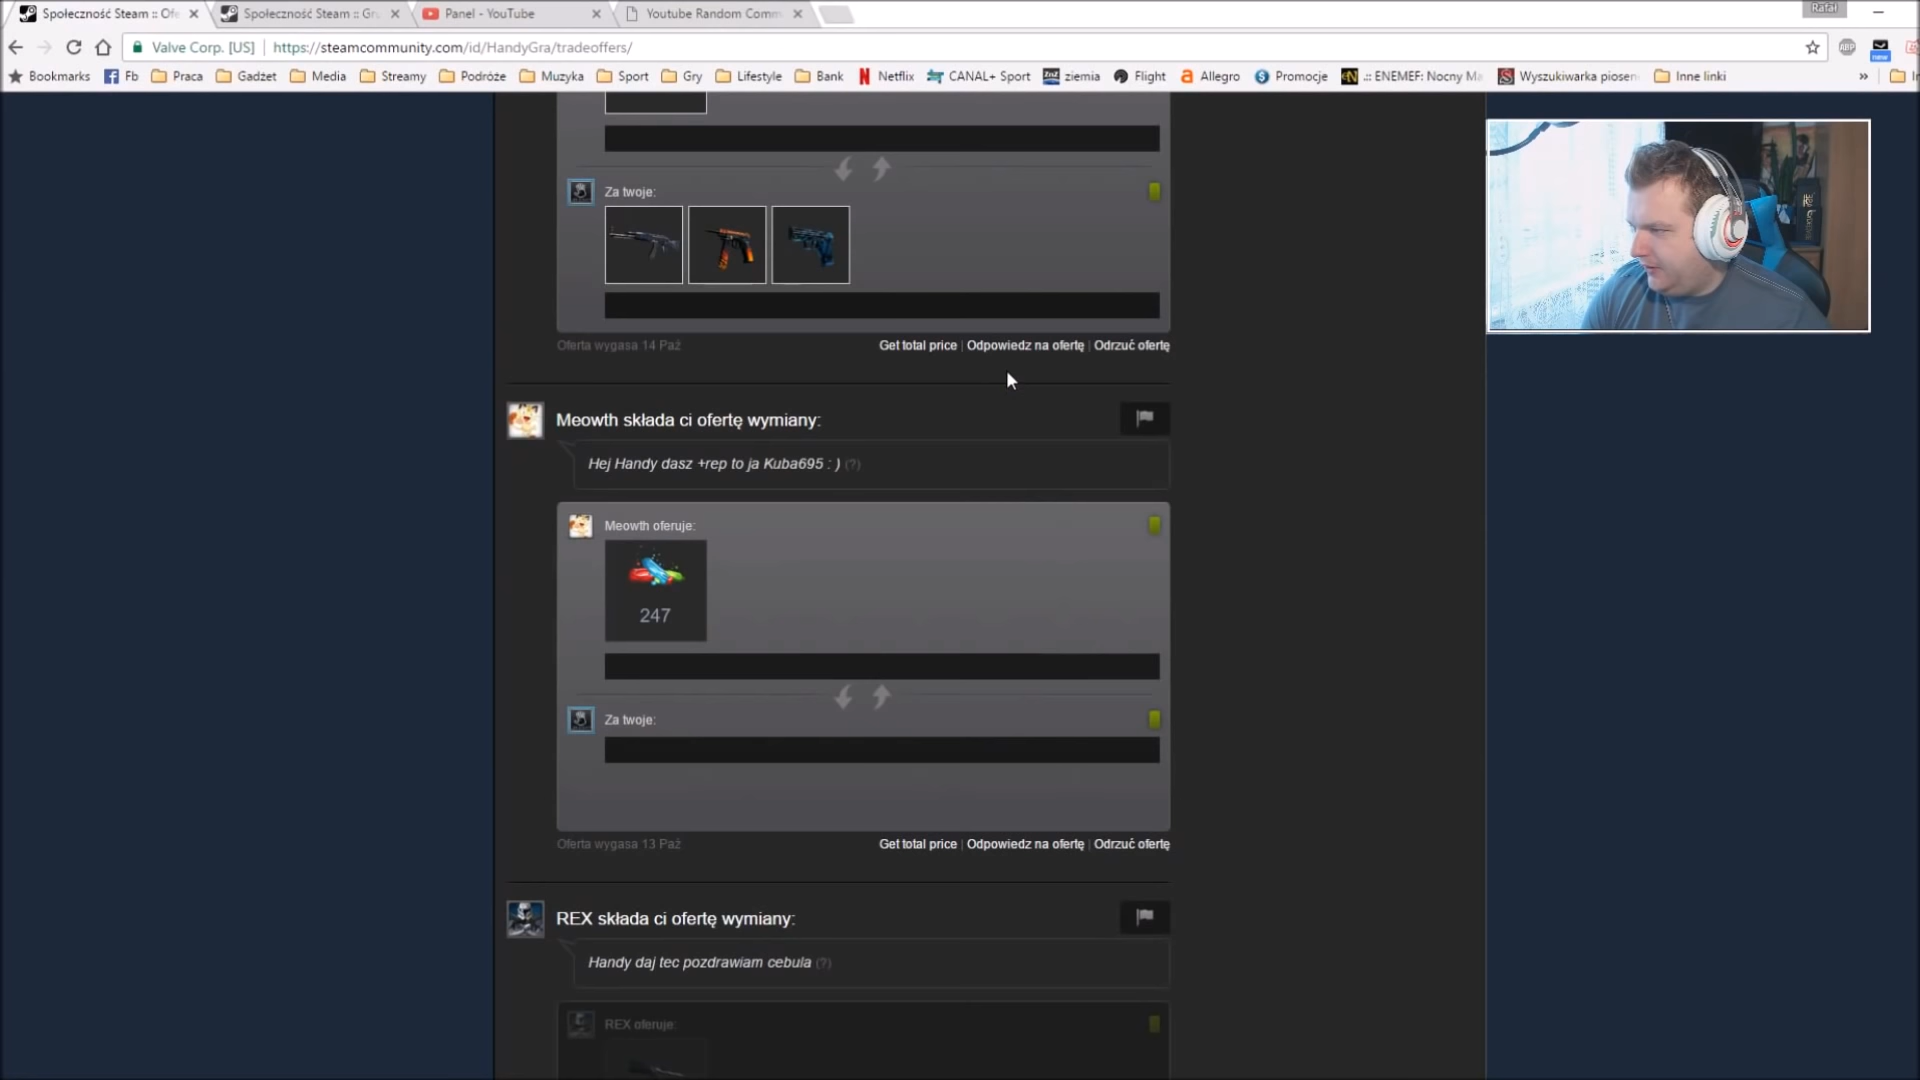 Społeczność Steam :: Ofe
Społeczność Steam :: Gr
Panel - YouTube
Youtube Random Comm
Rafał
Valve Corp. [US]
https://steamcommunity.com/id/HandyGra/tradeoffers/
ABP
new
Bookmarks
Fb
Praca
Gadżet
Media
Streamy
Podróże
Muzyka
Sport
Gry
Lifestyle
Bank
Netflix
CANAL+ Sport
ziemia
Flight
Allegro
Promocje
.:: ENEMEF: Nocny Ma
Wyszukiwarka piosen
Inne linki
»
Za twoje:
Oferta wygasa 14 Paź
Get total price | Odpowiedz na ofertę | Odrzuć ofertę
Meowth składa ci ofertę wymiany:
Hej Handy dasz +rep to ja Kuba695 : ) (?)
Meowth oferuje:
247
Za twoje:
Oferta wygasa 13 Paź
Get total price | Odpowiedz na ofertę | Odrzuć ofertę
REX składa ci ofertę wymiany:
Handy daj tec pozdrawiam cebula (?)
REX oferuje: